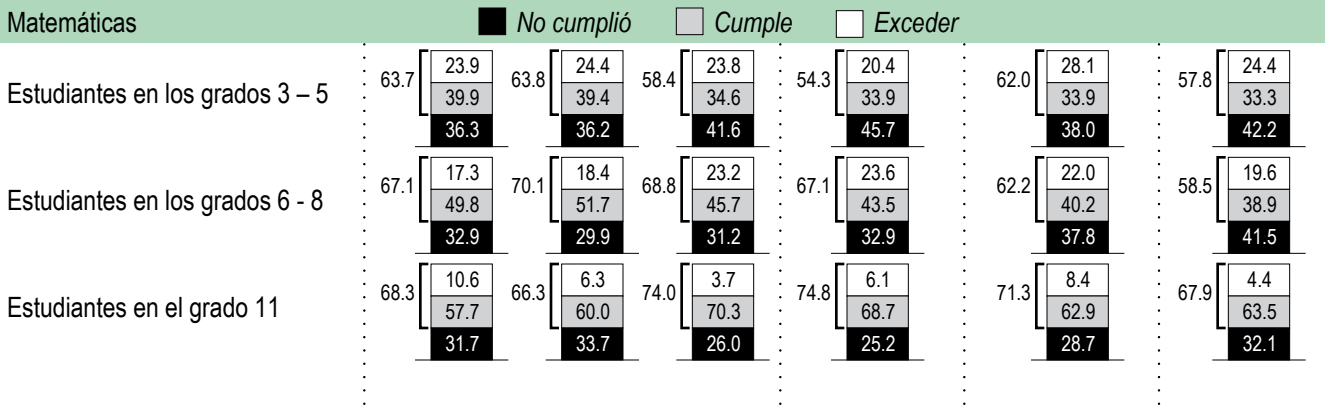 Matemáticas No cumplió Cumple Exceder
23.9 24.4 23.8 20.4 28.1 24.4
63.7 63.8 58.4 54.3 62.0 57.8
Estudiantes en los grados 3 – 5 39.9 39.4 34.6 33.9 33.9 33.3
36.3 36.2 41.6 45.7 38.0 42.2
17.3 18.4 23.2 23.6 22.0 19.6
67.1 70.1 68.8 67.1 62.2 58.5
Estudiantes en los grados 6 - 8 49.8 51.7 45.7 43.5 40.2 38.9
32.9 29.9 31.2 32.9 37.8 41.5
10.6 6.3 3.7 6.1 8.4 4.4
68.3 66.3 74.0 74.8 71.3 67.9
Estudiantes en el grado 11 57.7 60.0 70.3 68.7 62.9 63.5
31.7 33.7 26.0 25.2 28.7 32.1